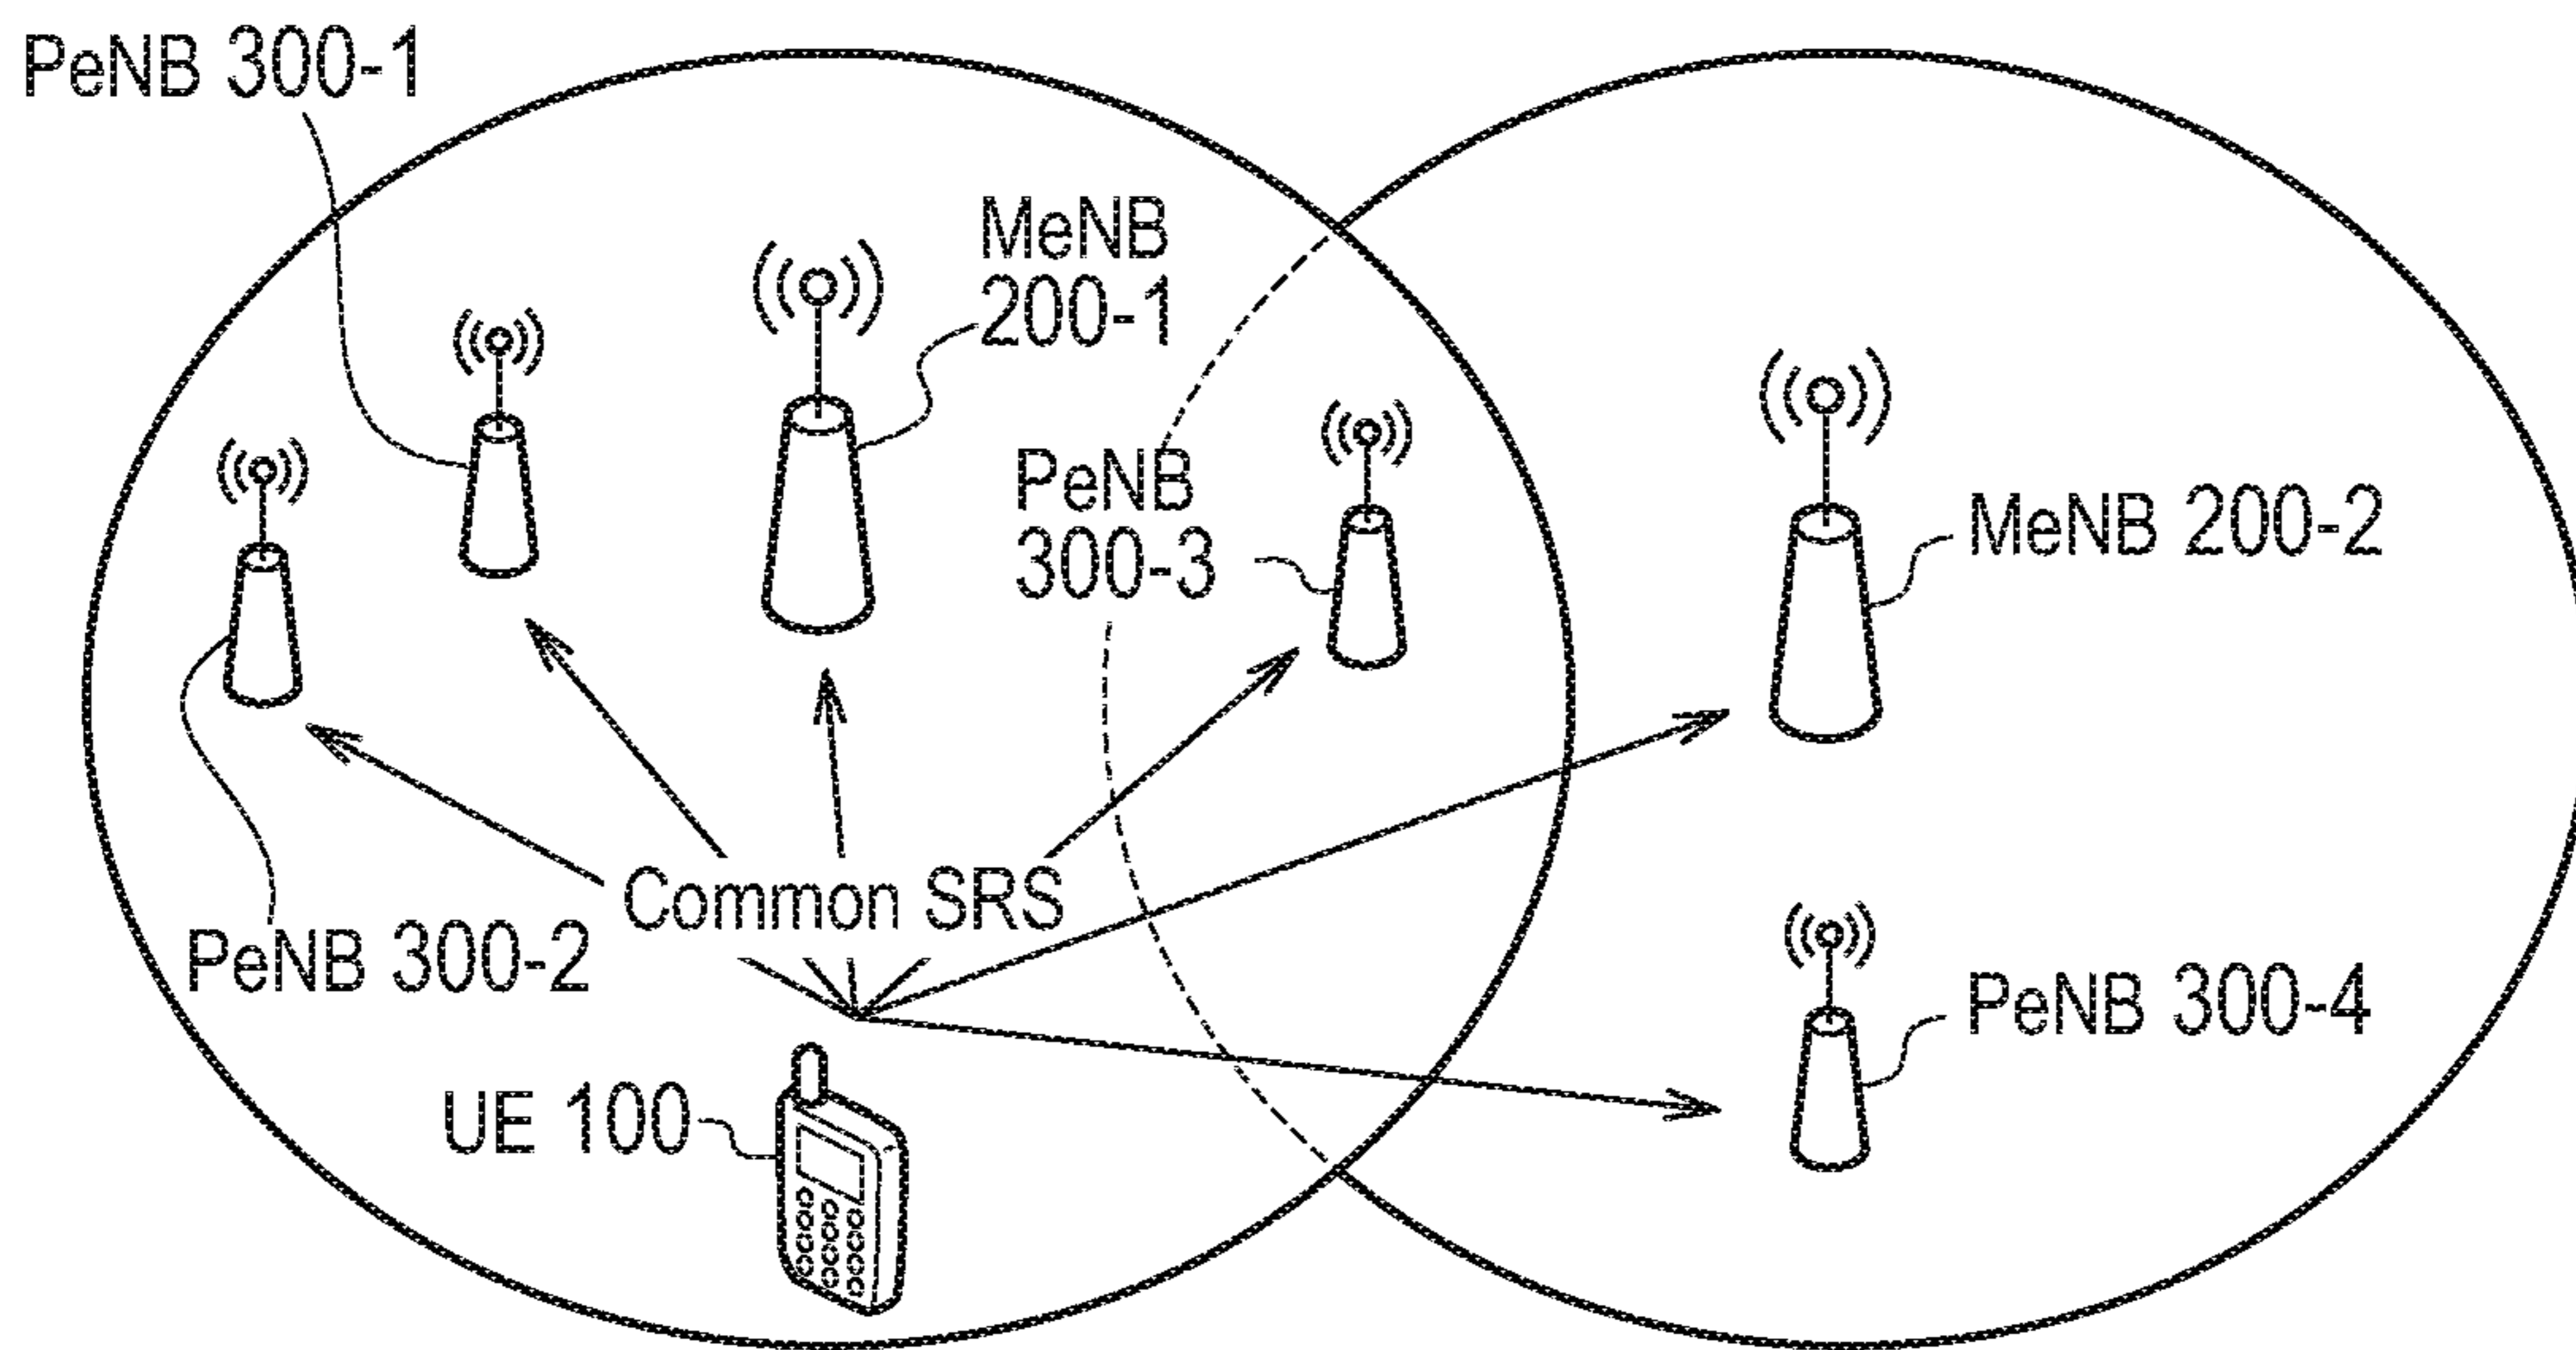 PeNB 300-1
MeNB
200-1
PeNB
300-3
MeNB 200-2
Common SRS
PeNB 300-2
PeNB 300-4
UE 100